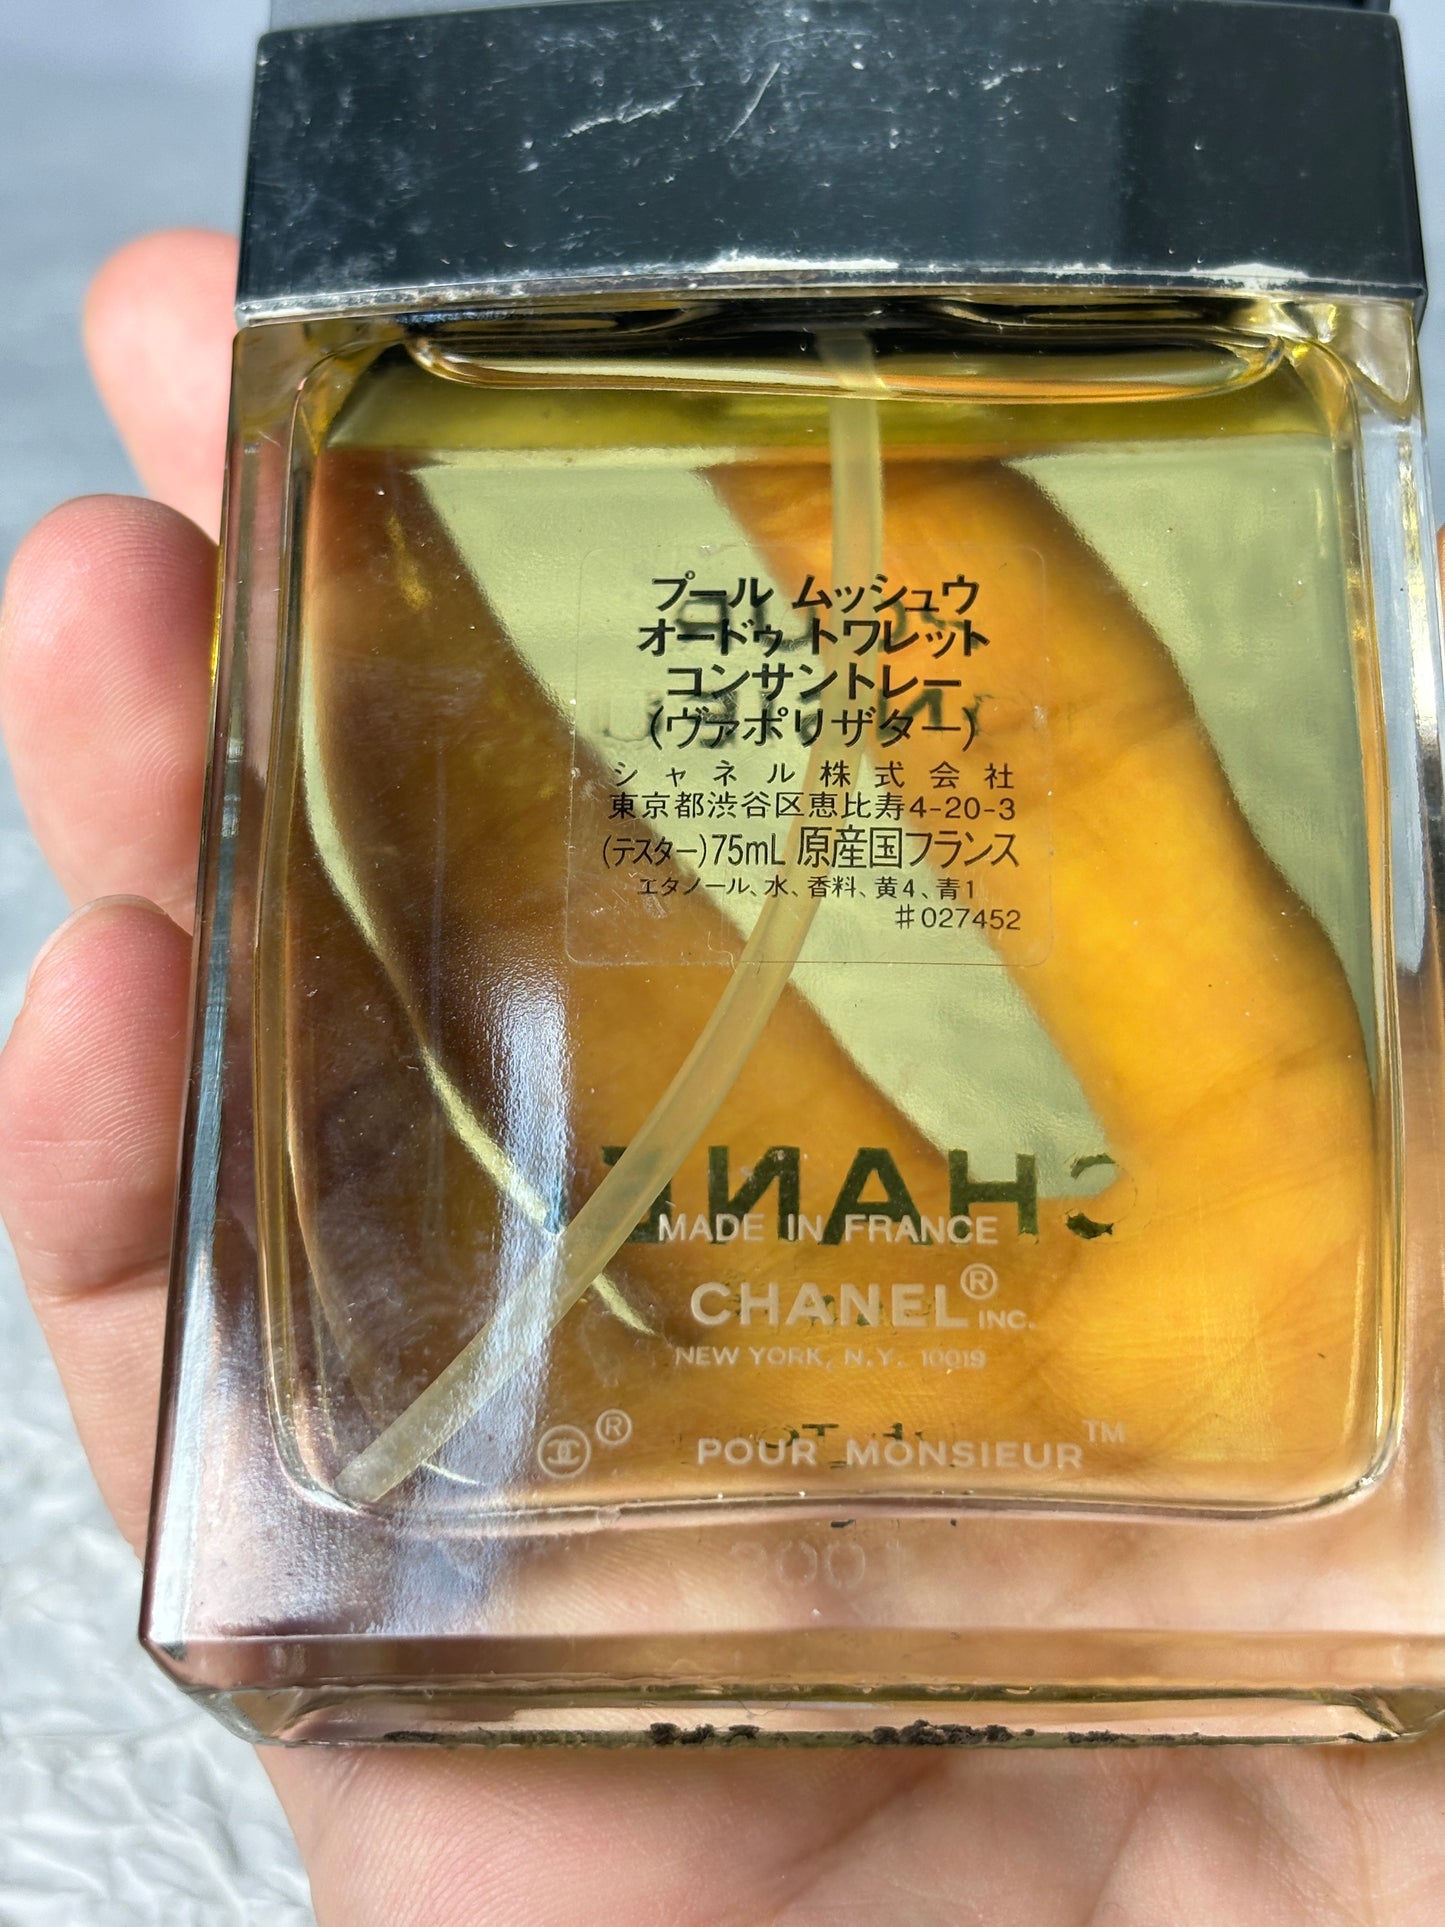 プール ムッシュウ
オードゥ トワレット
コンサントレー
(ヴァポリザター)
シャネル株式会社
東京都渋谷区恵比寿4-20-3
(テスター)75mL 原産国フランス
エタノール、水、香料、黄4、青1
#027452
CHANEL
MADE IN FRANCE
CHANEL® INC.
NEW YORK, N.Y. 10019
® POUR MONSIEUR™